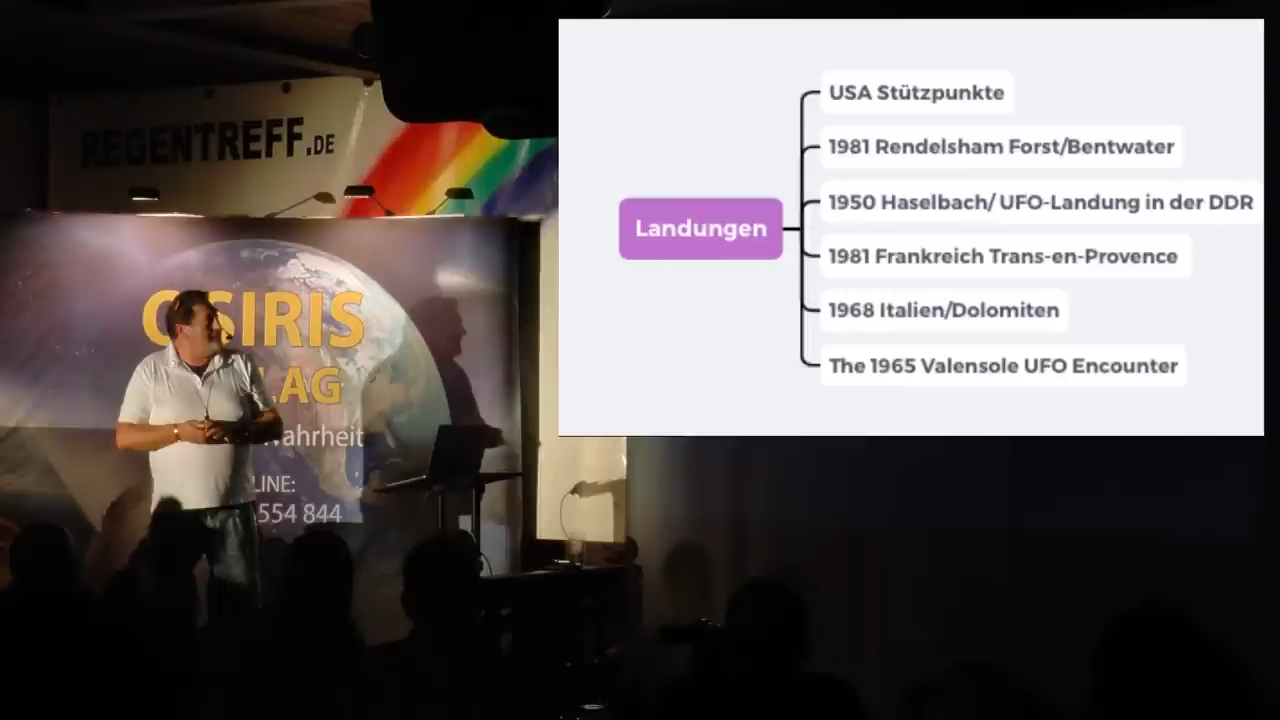 REGENTREFF.DE
OSIRIS
LAG
Wahrheit
LINE:
554 844
Landungen
USA Stützpunkte
1981 Rendelsham Forst/Bentwater
1950 Haselbach/ UFO-Landung in der DDR
1981 Frankreich Trans-en-Provence
1968 Italien/Dolomiten
The 1965 Valensole UFO Encounter